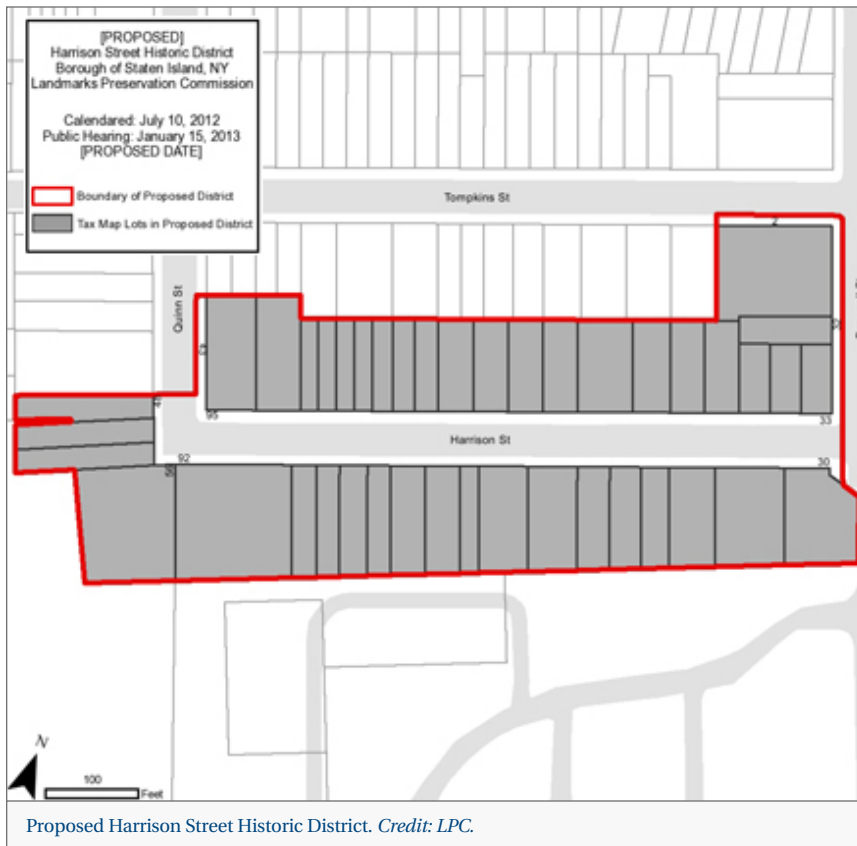 [PROPOSED]
Harrison Street Historic District
Borough of Staten Island, NY
Landmarks Preservation Commission
Calendared: July 10, 2012
Public Hearing: January 15, 2013
[PROPOSED DATE]
Boundary of Proposed District
Tax Map Lots in Proposed District
Tompkins St
2
Quinn St
43
95
33
Harrison St
92
30
N
100
Feet
Proposed Harrison Street Historic District. Credit: LPC.